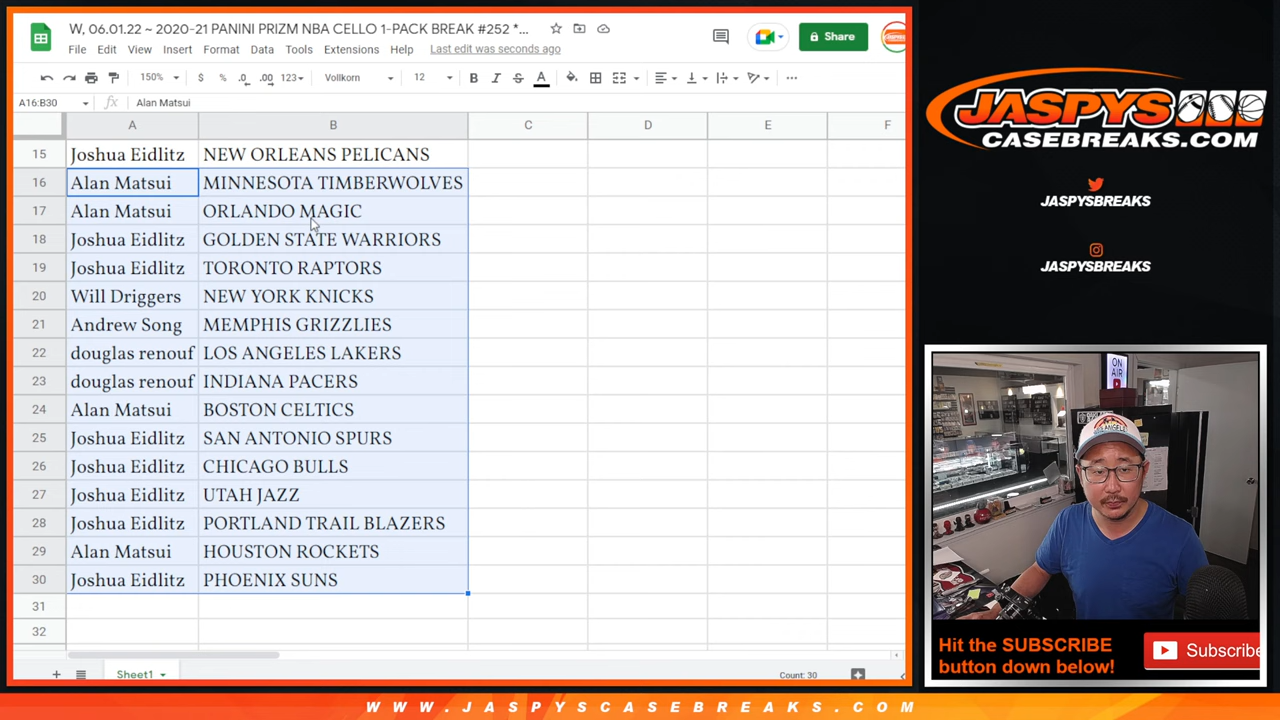 W, 06.01.22 ~ 2020-21 PANINI PRIZM NBA CELLO 1-PACK BREAK #252 *...
File Edit View Insert Format Data Tools Extensions Help Last edit was seconds ago
Share
150% $ % .0 .00 123 Vollkorn 12 B I S A
A16:B30 fx Alan Matsui
A B C D E F
15 Joshua Eidlitz NEW ORLEANS PELICANS
16 Alan Matsui MINNESOTA TIMBERWOLVES
17 Alan Matsui ORLANDO MAGIC
18 Joshua Eidlitz GOLDEN STATE WARRIORS
19 Joshua Eidlitz TORONTO RAPTORS
20 Will Driggers NEW YORK KNICKS
21 Andrew Song MEMPHIS GRIZZLIES
22 douglas renouf LOS ANGELES LAKERS
23 douglas renouf INDIANA PACERS
24 Alan Matsui BOSTON CELTICS
25 Joshua Eidlitz SAN ANTONIO SPURS
26 Joshua Eidlitz CHICAGO BULLS
27 Joshua Eidlitz UTAH JAZZ
28 Joshua Eidlitz PORTLAND TRAIL BLAZERS
29 Alan Matsui HOUSTON ROCKETS
30 Joshua Eidlitz PHOENIX SUNS
31
32
Sheet1
Count: 30
JASPYS
CASEBREAKS.COM
JASPYSBREAKS
JASPYSBREAKS
ON
AIR
LOS ANGELES
Hit the SUBSCRIBE
button down below!
Subscribe
WWW.JASPYSCASEBREAKS.COM